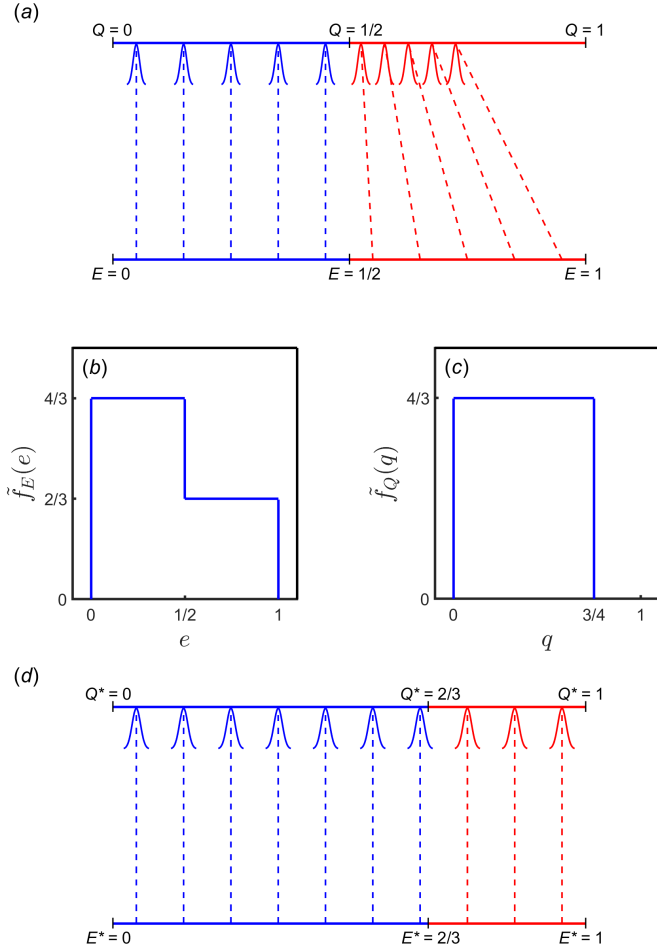 (a)
Q = 0 Q = 1/2 Q = 1
E = 0 E = 1/2 E = 1
(b)
4/3
2/3
0
0 1/2 1
e
f̃_E(e)
(c)
4/3
0
0 3/4 1
q
f̃_Q(q)
(d)
Q* = 0 Q* = 2/3 Q* = 1
E* = 0 E* = 2/3 E* = 1